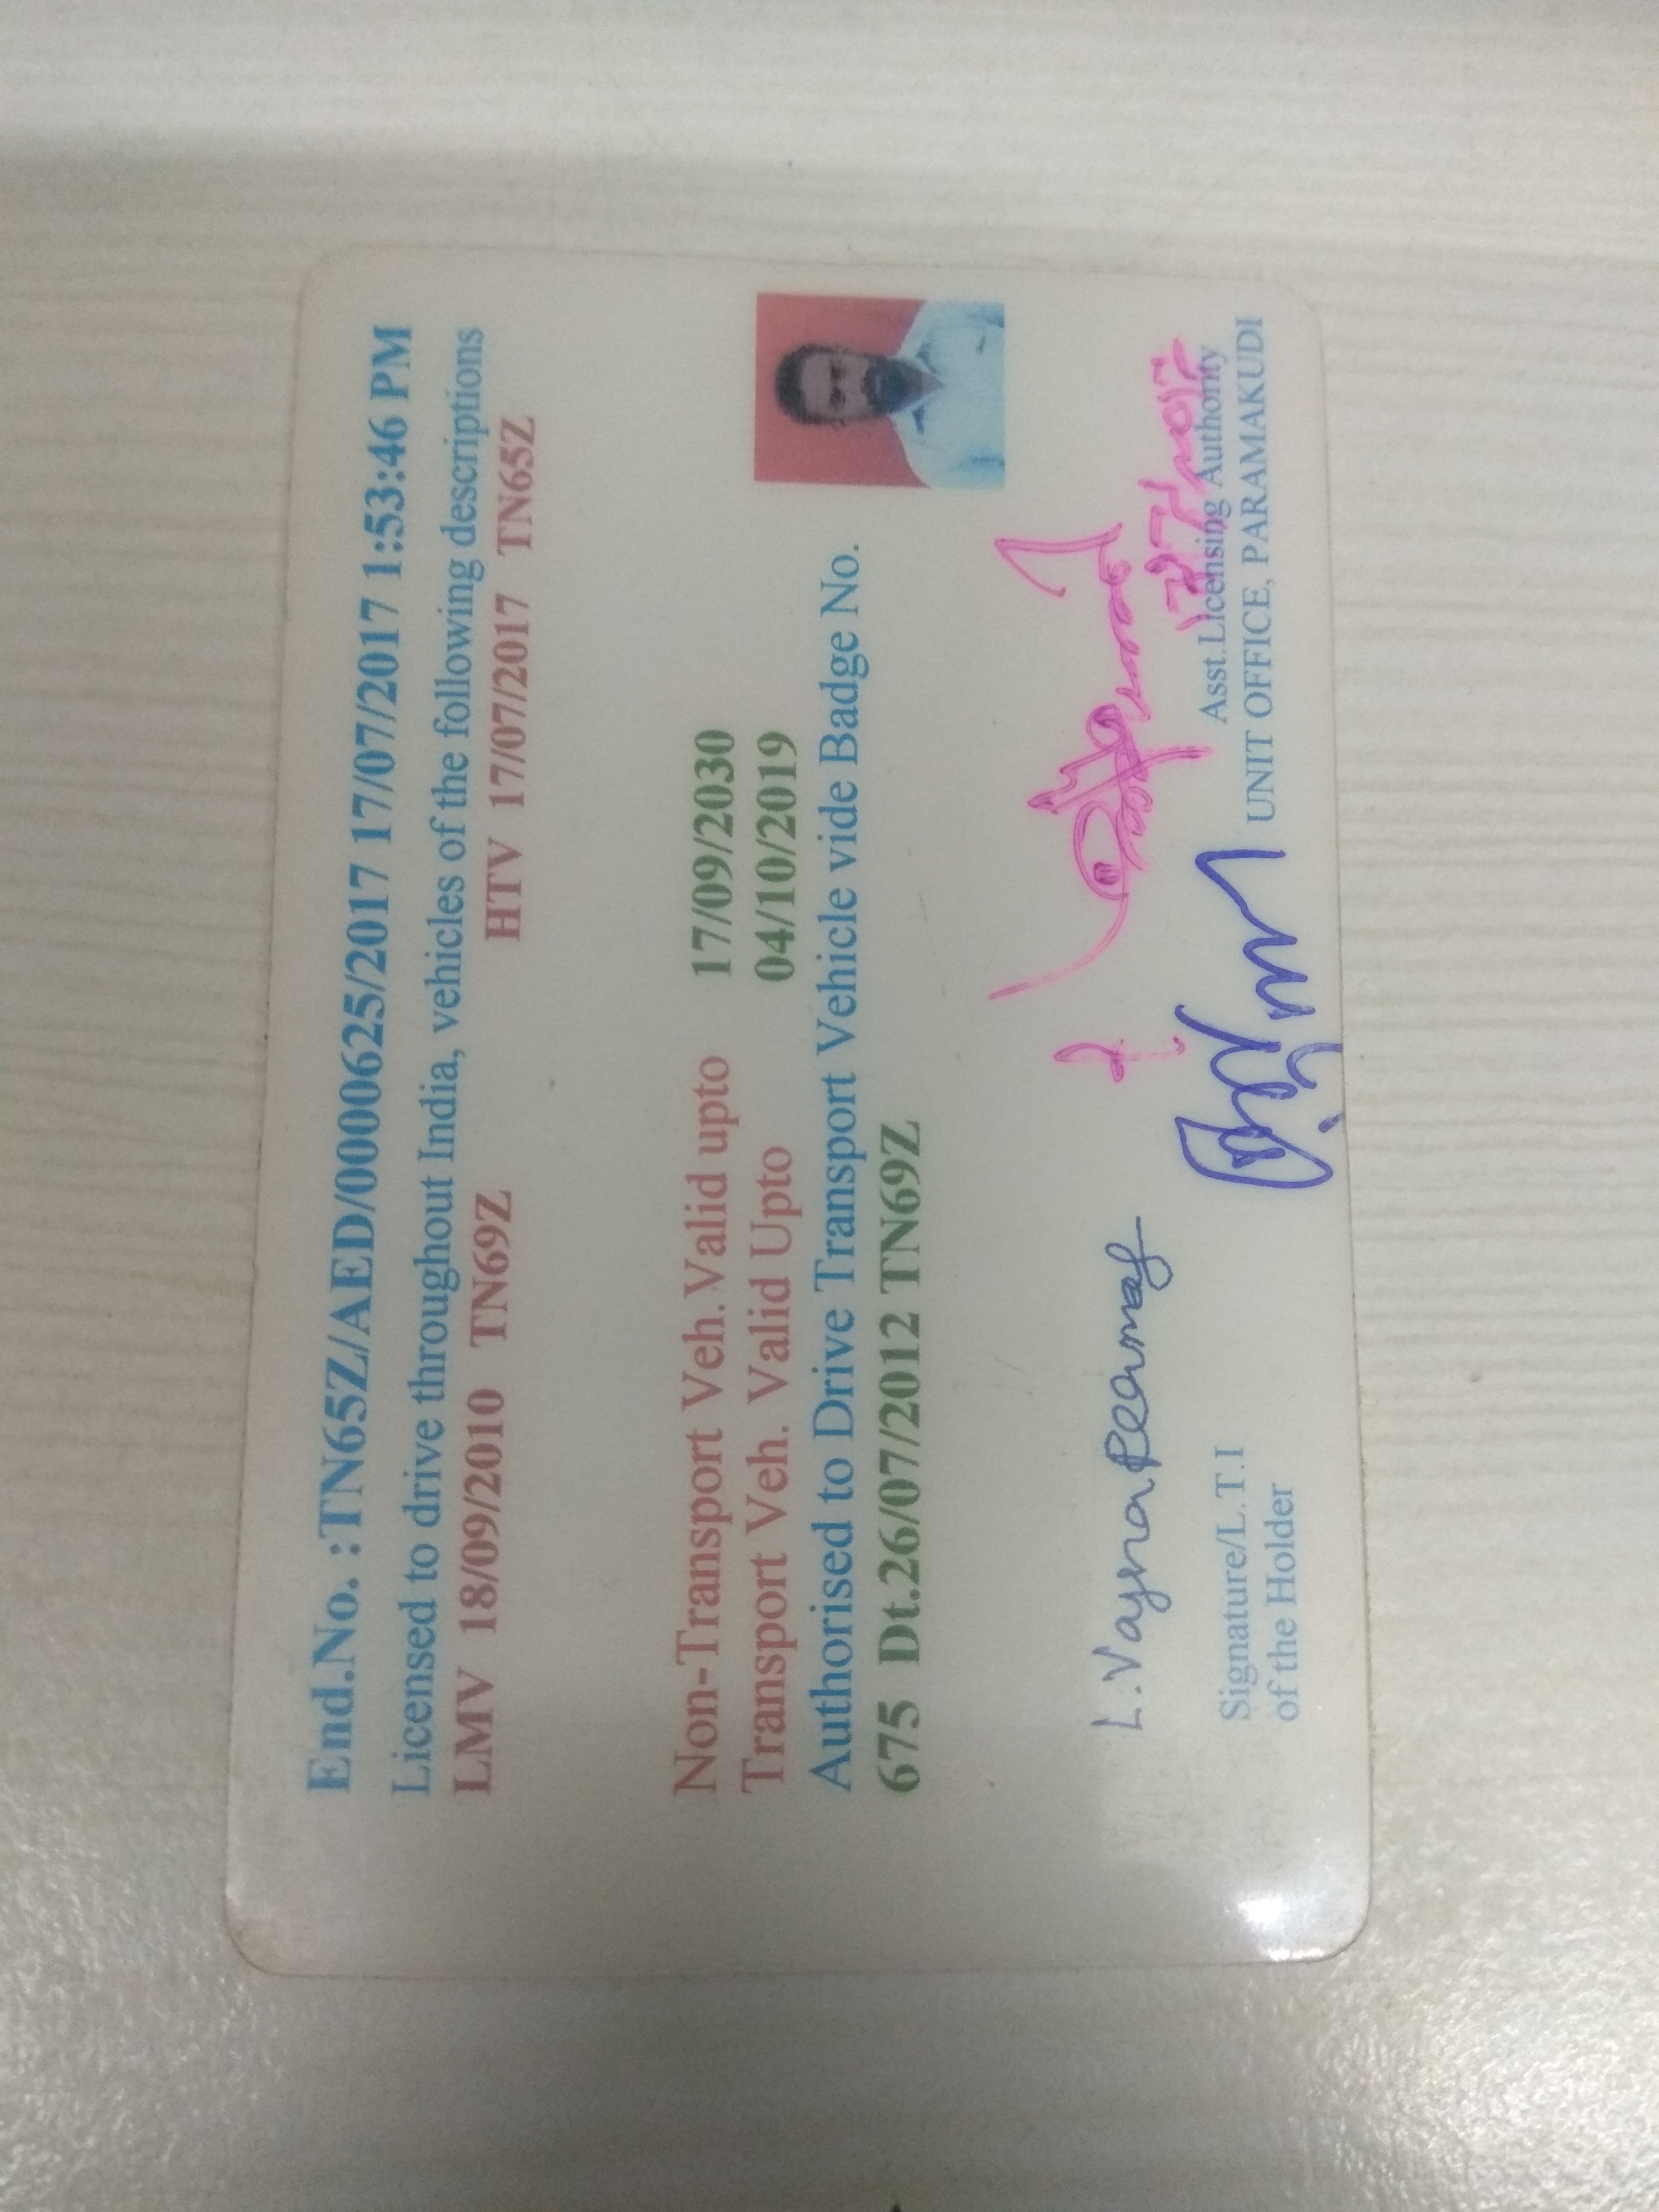 End.No. :TN65Z/AED/0000625/2017 17/07/2017 1:53:46 PM
Licensed to drive throughout India, vehicles of the following descriptions
LMV 18/09/2010 TN69Z HTV 17/07/2017 TN65Z
Non-Transport Veh.Valid upto 17/09/2030
Transport Veh. Valid Upto 04/10/2019
Authorised to Drive Transport Vehicle vide Badge No.
675 Dt.26/07/2012 TN69Z
Signature/L.T.I
of the Holder
Asst.Licensing Authority
UNIT OFFICE, PARAMAKUDI